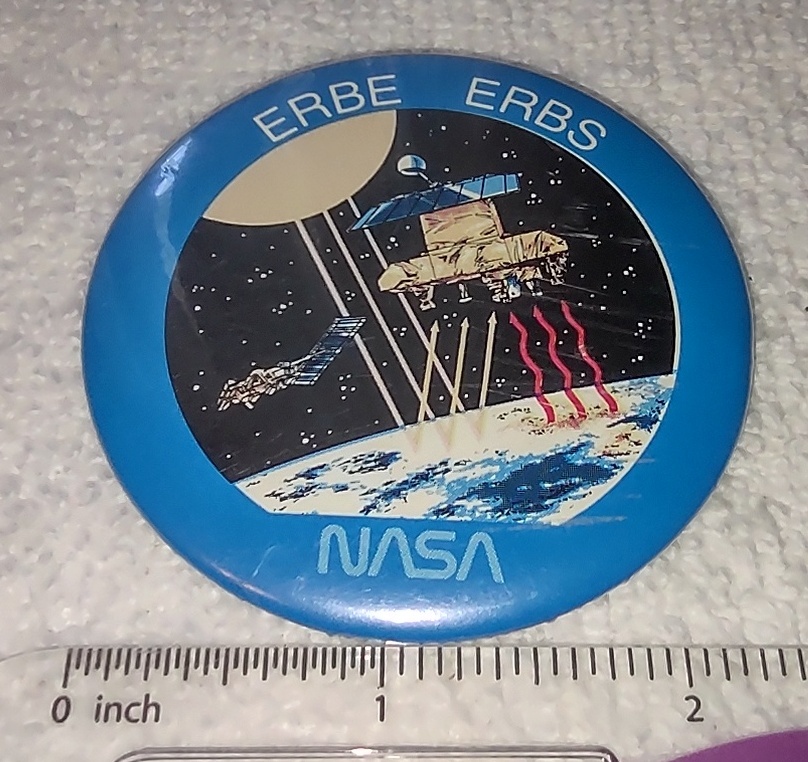 ERBE ERBS
NASA
0 inch 1 2